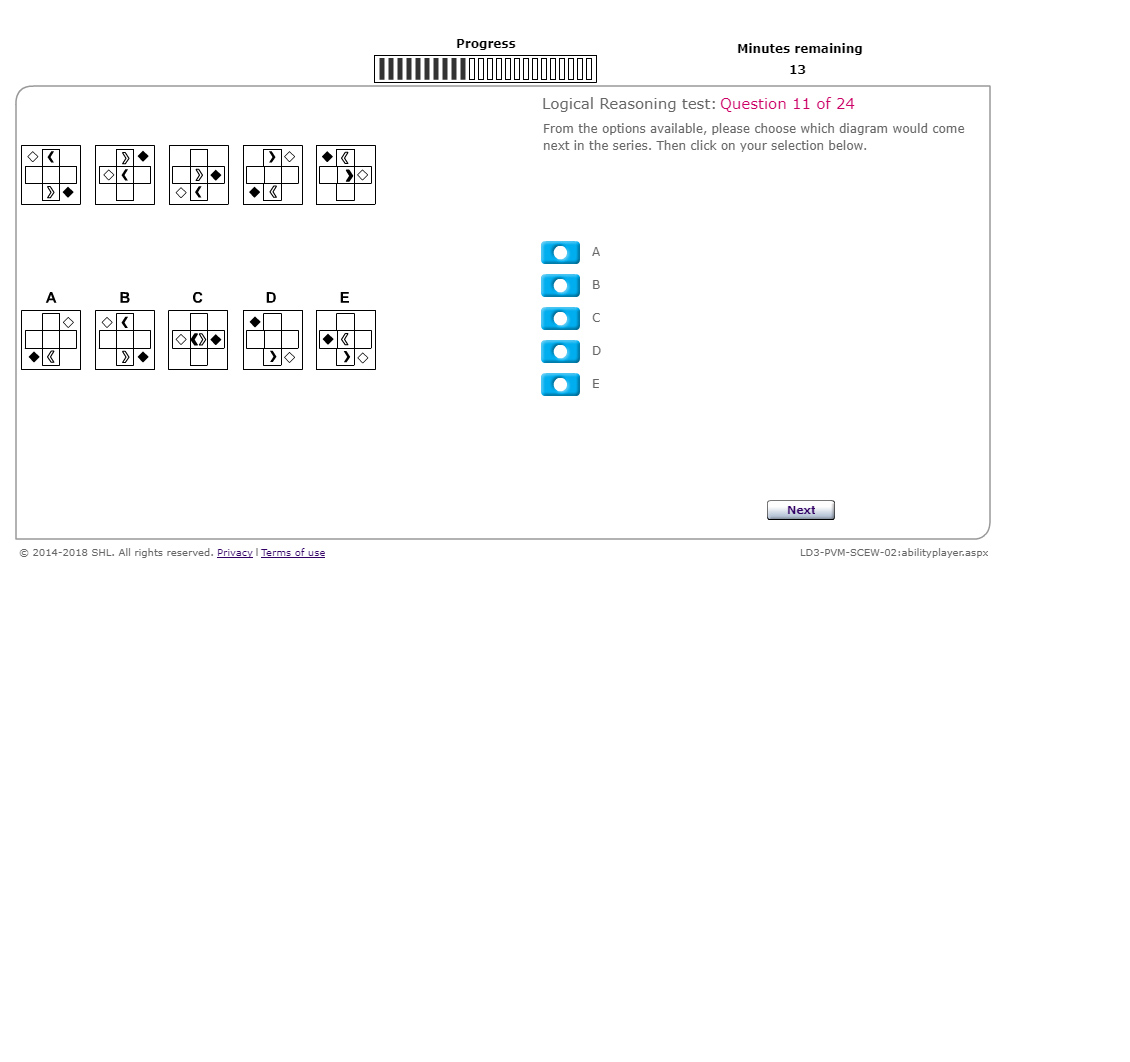 Progress
Minutes remaining
13
Logical Reasoning test: Question 11 of 24
From the options available, please choose which diagram would come
next in the series. Then click on your selection below.
A B C D E
A
B
C
D
E
Next
© 2014-2018 SHL. All rights reserved. Privacy | Terms of use
LD3-PVM-SCEW-02:abilityplayer.aspx